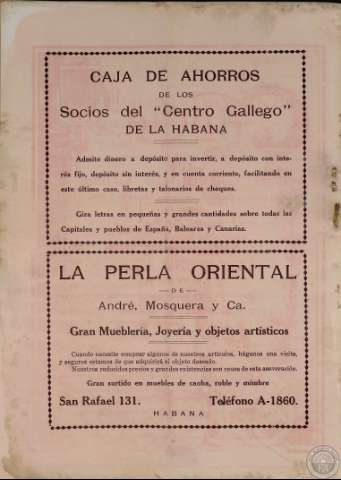 CAJA DE AHORROS
DE LOS
Socios del "Centro Gallego"
DE LA HABANA
Admite dinero a depósito para invertir, a depósito con inte-
rés fijo, depósito sin interés, y en cuenta corriente, facilitando en
este último caso, libretas y talonarios de cheques.
Gira letras en pequeñas y grandes cantidades sobre todas las
Capitales y pueblos de España, Baleares y Canarias.
LA PERLA ORIENTAL
— DE —
André, Mosquera y Ca.
Gran Mueblería, Joyería y objetos artísticos
Cuando necesite comprar algunos de nuestros artículos, háganos una visita,
y seguros estamos de que adquirirá el objeto deseado.
Nuestros reducidos precios y grandes existencias son causa de esta aseveración.
Gran surtido en muebles de caoba, roble y mimbre
San Rafael 131. Teléfono A-1860.
HABANA